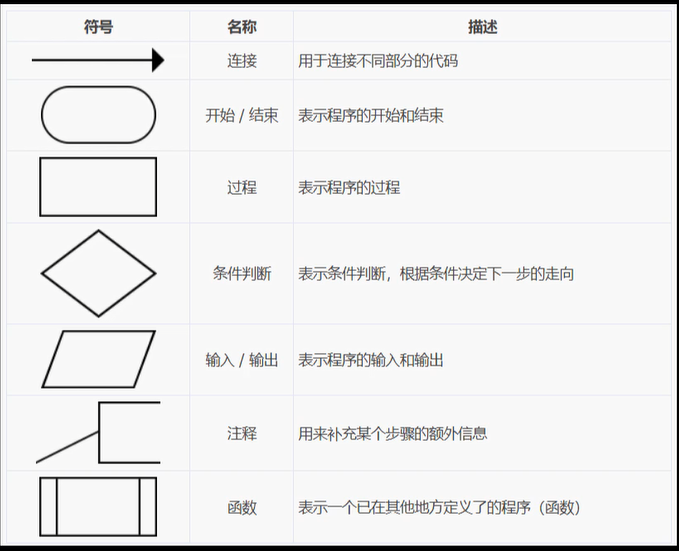 符号 名称 描述
连接 用于连接不同部分的代码
开始 / 结束 表示程序的开始和结束
过程 表示程序的过程
条件判断 表示条件判断，根据条件决定下一步的走向
输入 / 输出 表示程序的输入和输出
注释 用来补充某个步骤的额外信息
函数 表示一个已在其他地方定义了的程序（函数）